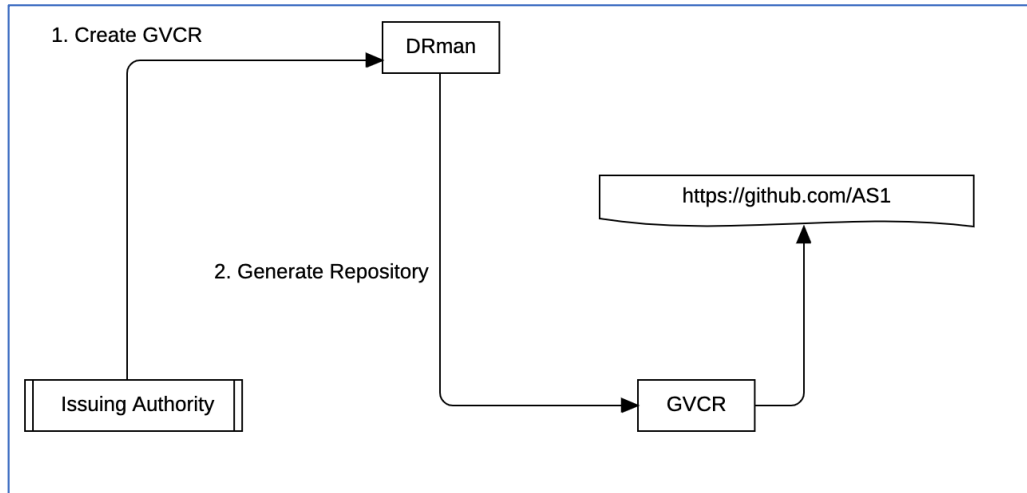 1. Create GVCR
DRman
https://github.com/AS1
2. Generate Repository
Issuing Authority
GVCR